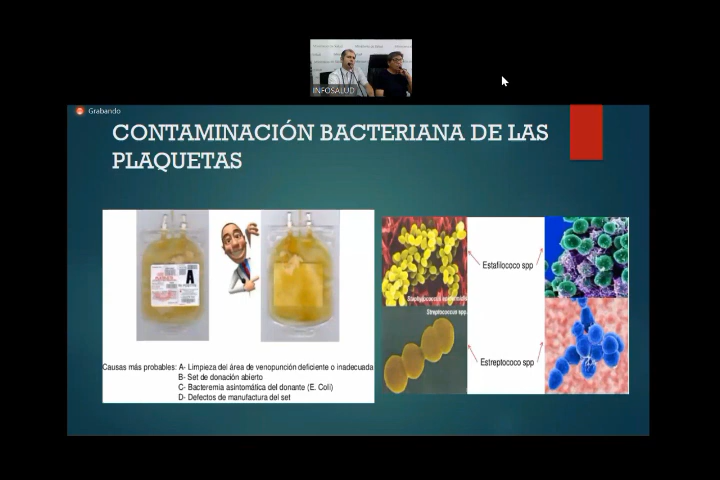 INFOSALUD
Grabando
CONTAMINACIÓN BACTERIANA DE LAS
PLAQUETAS
A
Staphylococcus
Streptococcus spp.
Estafilococo spp
Estreptococo spp
Causas más probables: A- Limpieza del área de venopunción deficiente o inadecuada
B- Set de donación abierto
C- Bacteremia asintomática del donante (E. Coli)
D- Defectos de manufactura del set